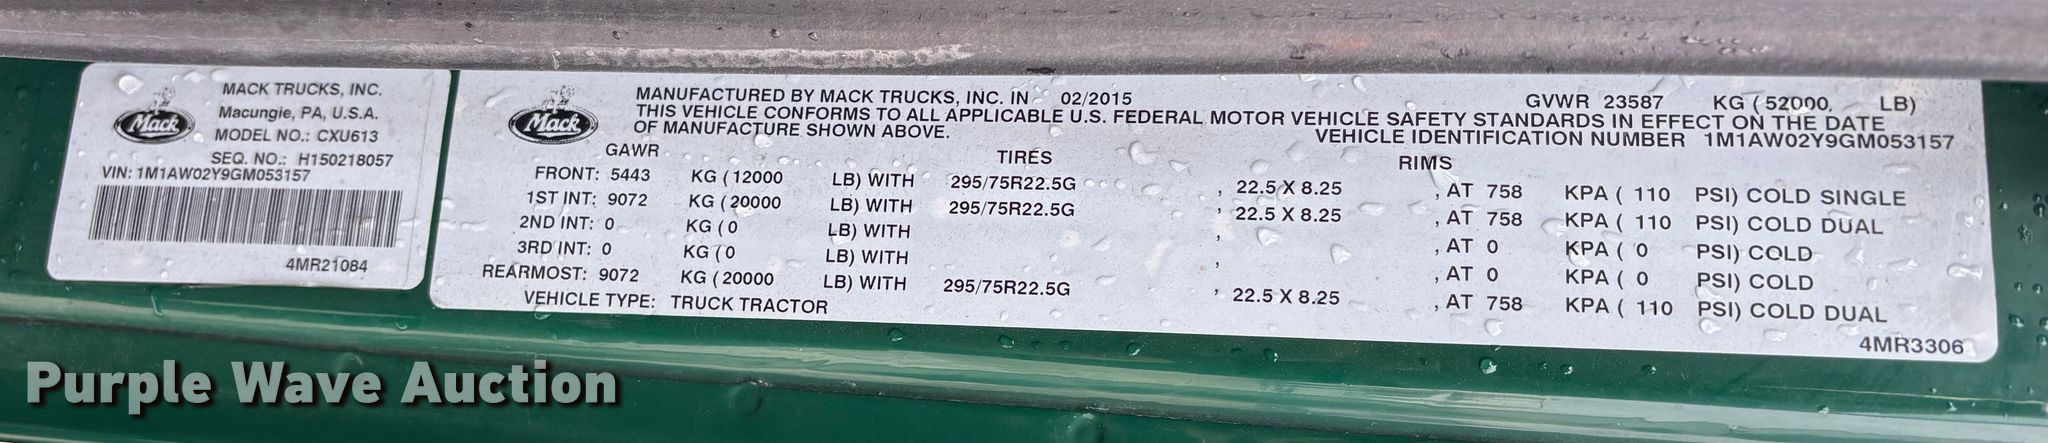 Mack
MACK TRUCKS, INC.
Macungie, PA, U.S.A.
MODEL NO.: CXU613
SEQ. NO.: H150218057
VIN: 1M1AW02Y9GM053157
4MR21084
Mack
MANUFACTURED BY MACK TRUCKS, INC. IN 02/2015 GVWR 23587 KG ( 52000, LB)
THIS VEHICLE CONFORMS TO ALL APPLICABLE U.S. FEDERAL MOTOR VEHICLE SAFETY STANDARDS IN EFFECT ON THE DATE
OF MANUFACTURE SHOWN ABOVE. VEHICLE IDENTIFICATION NUMBER 1M1AW02Y9GM053157
GAWR TIRES RIMS
FRONT: 5443 KG ( 12000 LB) WITH 295/75R22.5G , 22.5 X 8.25 , AT 758 KPA ( 110 PSI) COLD SINGLE
1ST INT: 9072 KG ( 20000 LB) WITH 295/75R22.5G , 22.5 X 8.25 , AT 758 KPA ( 110 PSI) COLD DUAL
2ND INT: 0 KG ( 0 LB) WITH , , AT 0 KPA ( 0 PSI) COLD
3RD INT: 0 KG ( 0 LB) WITH , , AT 0 KPA ( 0 PSI) COLD
REARMOST: 9072 KG ( 20000 LB) WITH 295/75R22.5G , 22.5 X 8.25 , AT 758 KPA ( 110 PSI) COLD DUAL
VEHICLE TYPE: TRUCK TRACTOR
4MR3306
Purple Wave Auction